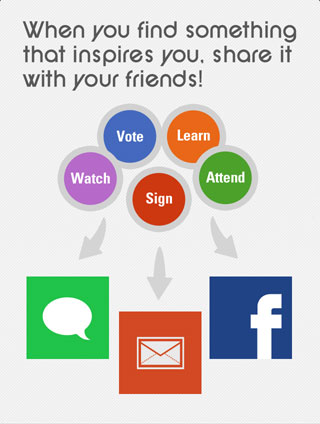 When you find something
that inspires you, share it
with your friends!
Vote
Learn
Watch
Attend
Sign
f